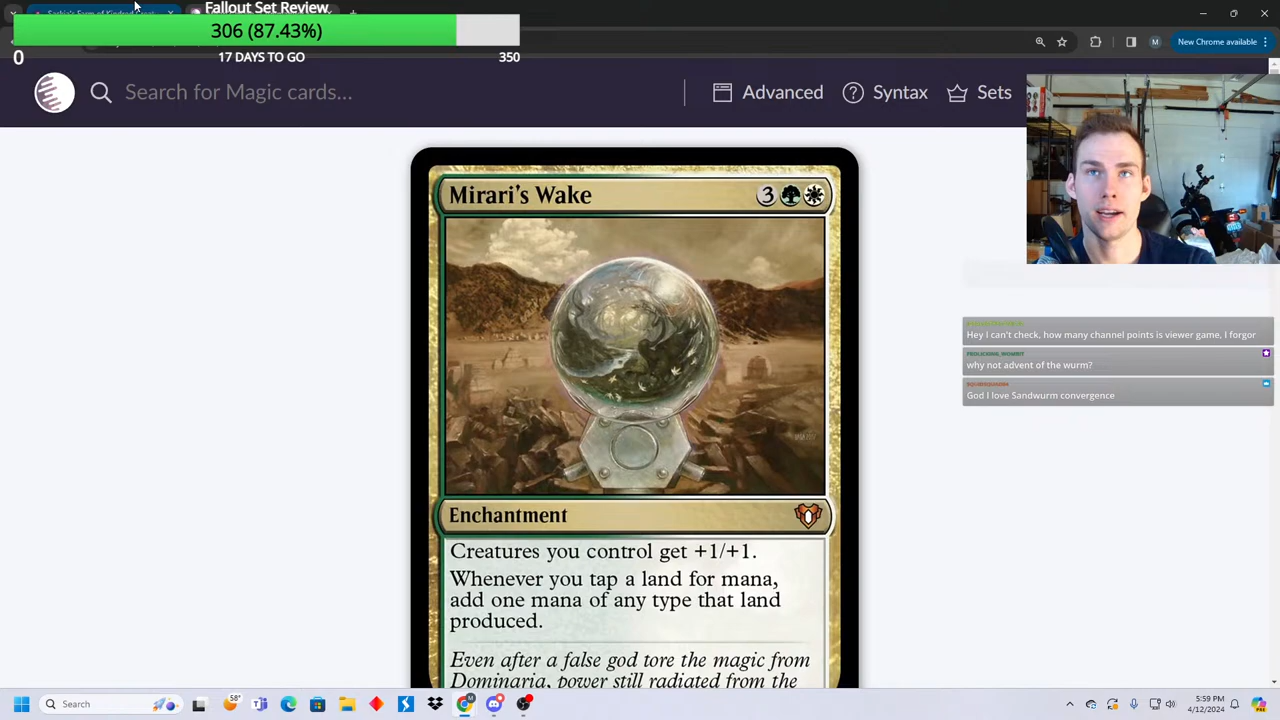 Fallout Set Review
306 (87.43%)
0
17 DAYS TO GO
350
New Chrome available
Search for Magic cards...
Advanced
Syntax
Sets
Mirari's Wake
3
Enchantment
Creatures you control get +1/+1.
Whenever you tap a land for mana,
add one mana of any type that land
produced.
Even after a false god tore the magic from
Dominaria, power still radiated from the
Hey I can't check, how many channel points is viewer game, I forgor
why not advent of the wurm?
God I love Sandwurm convergence
Search
58°
5:59 PM
4/12/2024